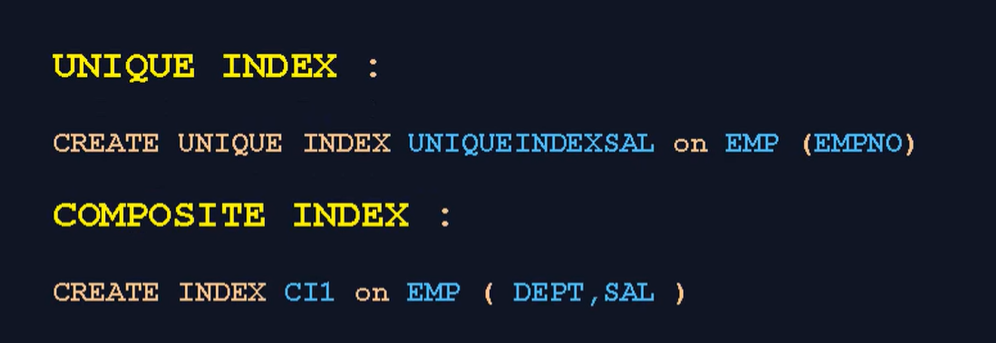 UNIQUE INDEX :
CREATE UNIQUE INDEX UNIQUEINDEXSAL on EMP (EMPNO)
COMPOSITE INDEX :
CREATE INDEX CI1 on EMP ( DEPT,SAL )